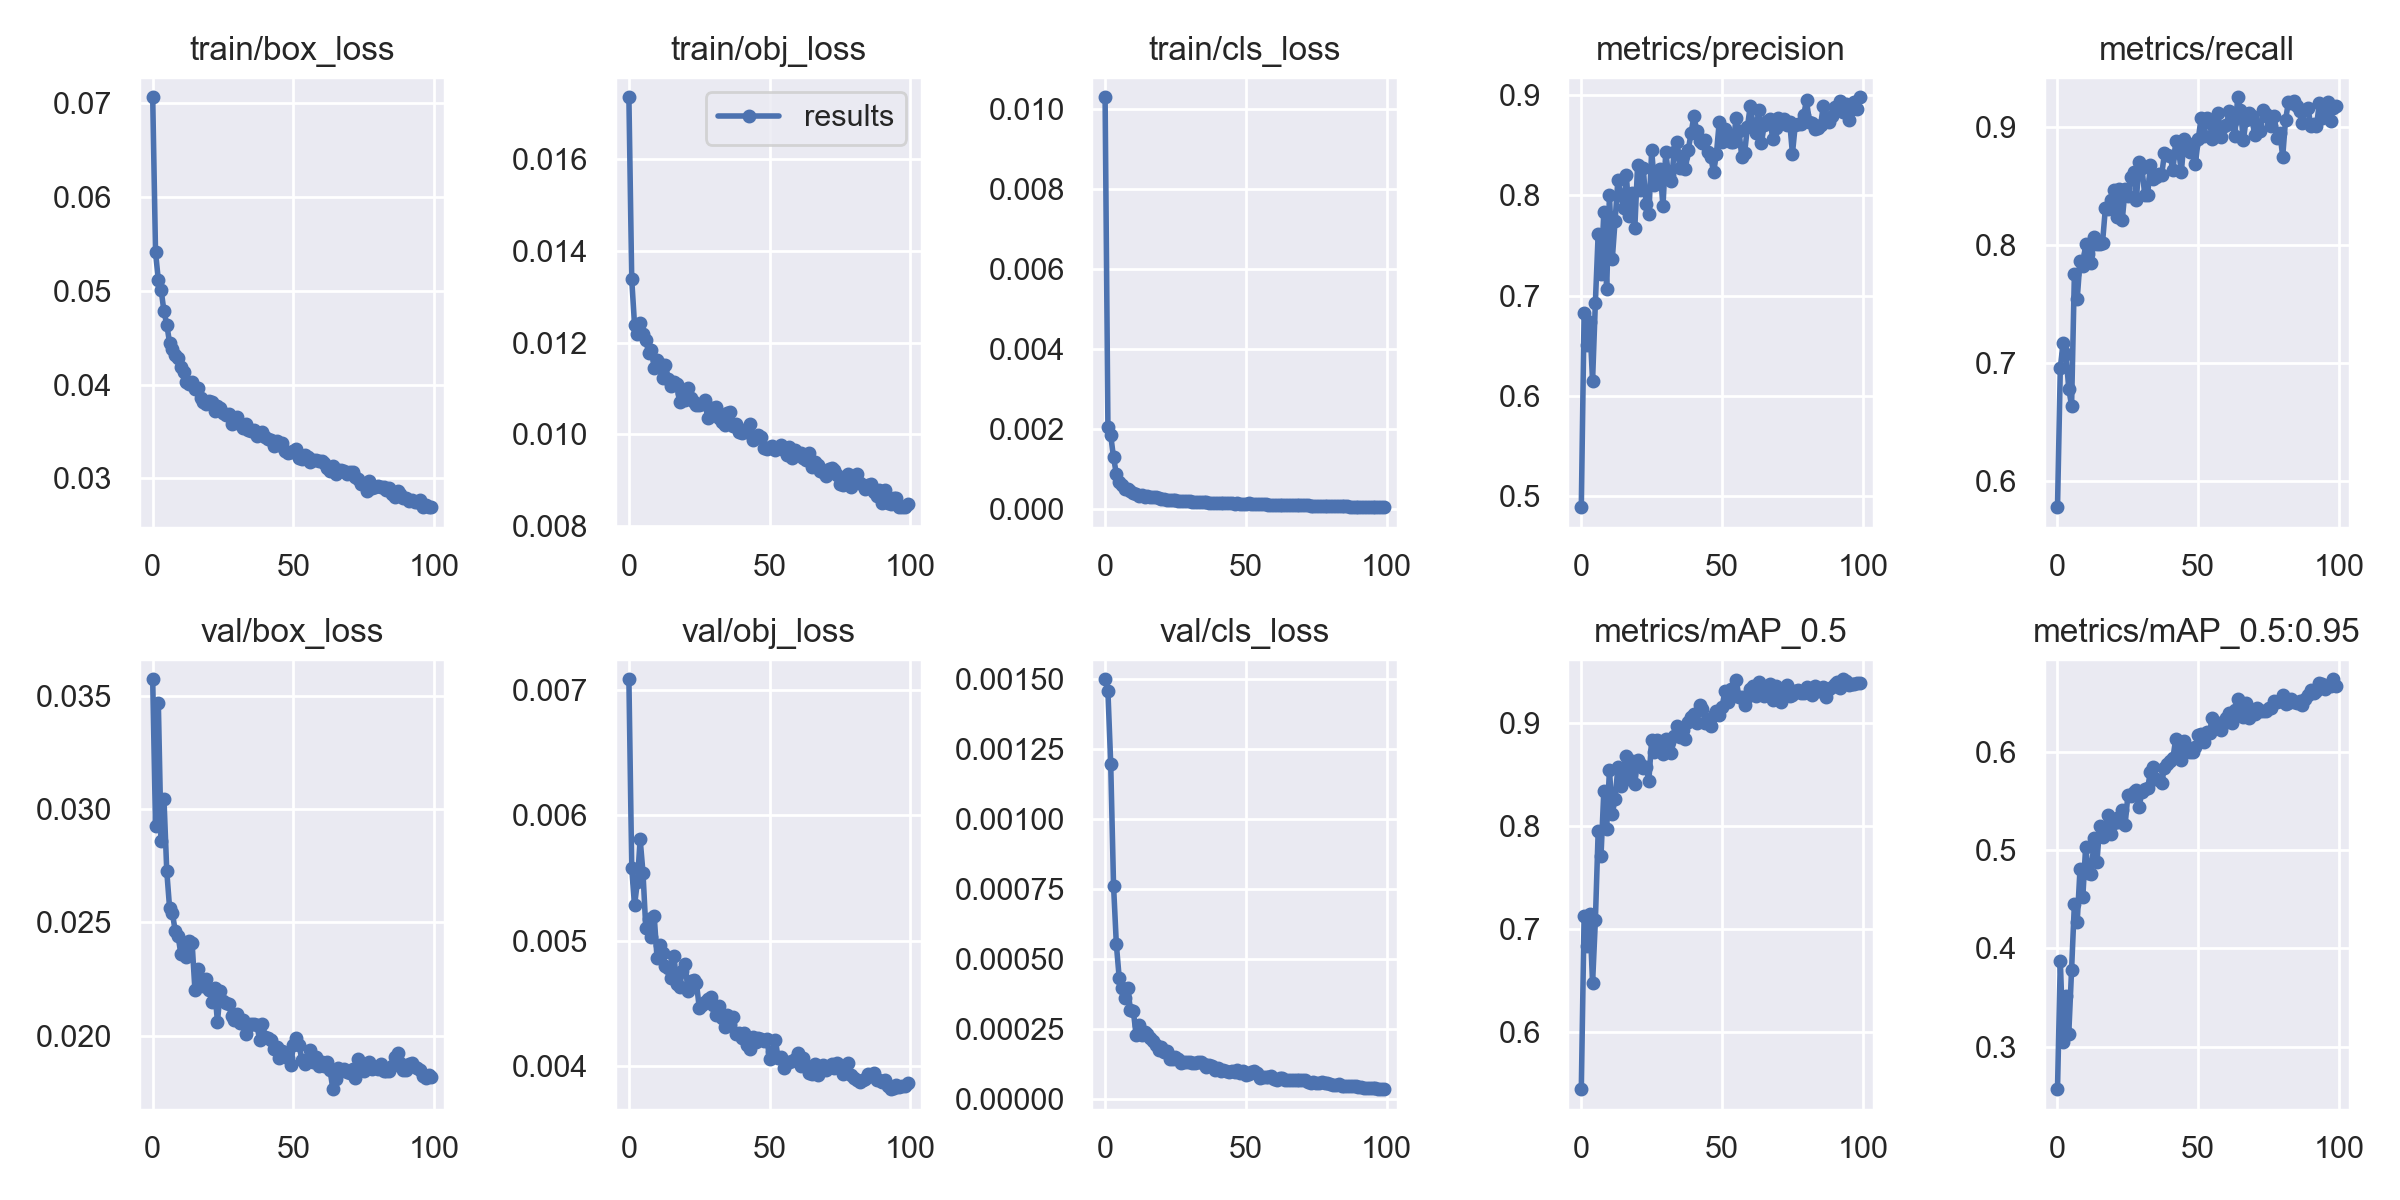 train/box_loss
0.07
0.06
0.05
0.04
0.03
0 50 100
train/obj_loss
results
0.016
0.014
0.012
0.010
0.008
0 50 100
train/cls_loss
0.010
0.008
0.006
0.004
0.002
0.000
0 50 100
metrics/precision
0.9
0.8
0.7
0.6
0.5
0 50 100
metrics/recall
0.9
0.8
0.7
0.6
0 50 100
val/box_loss
0.035
0.030
0.025
0.020
0 50 100
val/obj_loss
0.007
0.006
0.005
0.004
0 50 100
val/cls_loss
0.00150
0.00125
0.00100
0.00075
0.00050
0.00025
0.00000
0 50 100
metrics/mAP_0.5
0.9
0.8
0.7
0.6
0 50 100
metrics/mAP_0.5:0.95
0.6
0.5
0.4
0.3
0 50 100